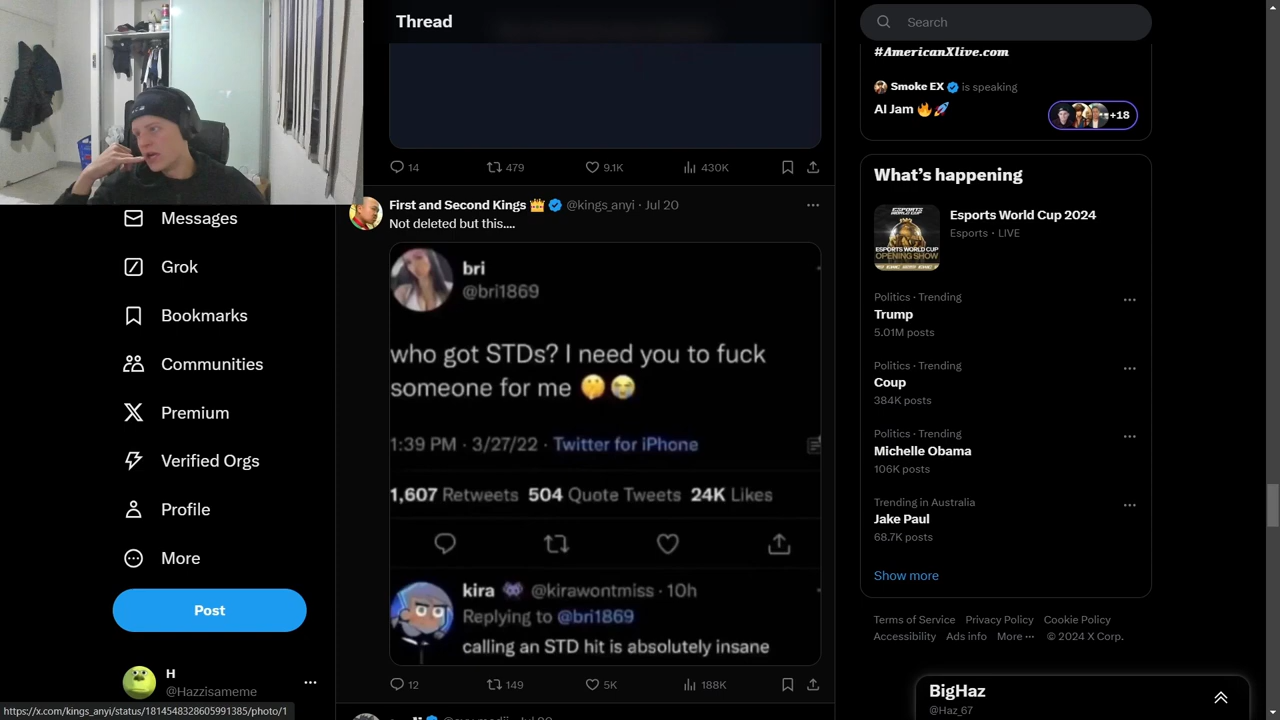 Thread
14
479
9.1K
430K
First and Second Kings 👑 @kings_anyi · Jul 20
Not deleted but this....
bri
@bri1869
who got STDs? I need you to fuck
someone for me 🤫😭
1:39 PM · 3/27/22 · Twitter for iPhone
1,607 Retweets 504 Quote Tweets 24K Likes
kira 👾 @kirawontmiss · 10h
Replying to @bri1869
calling an STD hit is absolutely insane
12
149
5K
188K
Messages
Grok
Bookmarks
Communities
Premium
Verified Orgs
Profile
More
Post
H
@Hazzisameme
https://x.com/kings_anyi/status/1814548328605991385/photo/1
Search
#AmericanXlive.com
Smoke EX is speaking
AI Jam 🔥🚀
+18
What's happening
ESPORTS
WORLD CUP
OPENING SHOW
Esports World Cup 2024
Esports · LIVE
Politics · Trending
Trump
5.01M posts
Politics · Trending
Coup
384K posts
Politics · Trending
Michelle Obama
106K posts
Trending in Australia
Jake Paul
68.7K posts
Show more
Terms of Service Privacy Policy Cookie Policy
Accessibility Ads info More ··· © 2024 X Corp.
BigHaz
@Haz_67